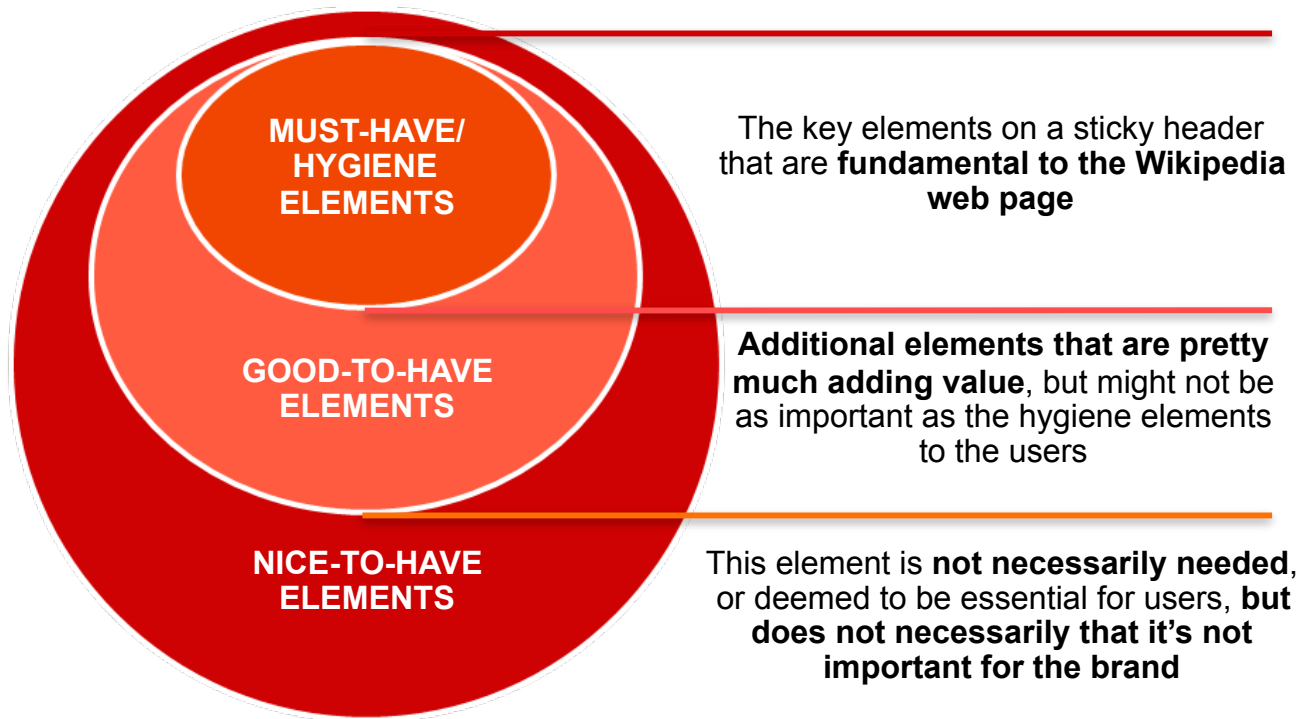 MUST-HAVE/
HYGIENE
ELEMENTS
The key elements on a sticky header
that are fundamental to the Wikipedia
web page
GOOD-TO-HAVE
ELEMENTS
Additional elements that are pretty
much adding value, but might not be
as important as the hygiene elements
to the users
NICE-TO-HAVE
ELEMENTS
This element is not necessarily needed,
or deemed to be essential for users, but
does not necessarily that it’s not
important for the brand